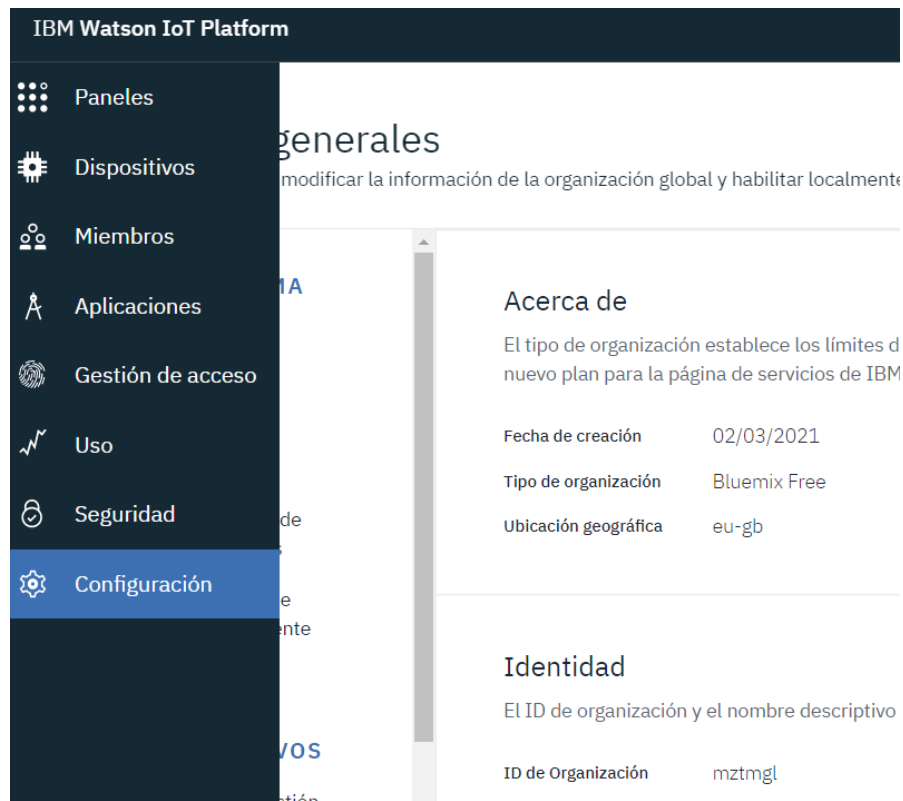 IBM Watson IoT Platform
Paneles
Dispositivos
Miembros
Aplicaciones
Gestión de acceso
Uso
Seguridad
Configuración
generales
modificar la información de la organización global y habilitar localmente
de
e
ente
Acerca de
El tipo de organización establece los límites d
nuevo plan para la página de servicios de IBM
Fecha de creación 02/03/2021
Tipo de organización Bluemix Free
Ubicación geográfica eu-gb
Identidad
El ID de organización y el nombre descriptivo
ID de Organización mztmgl